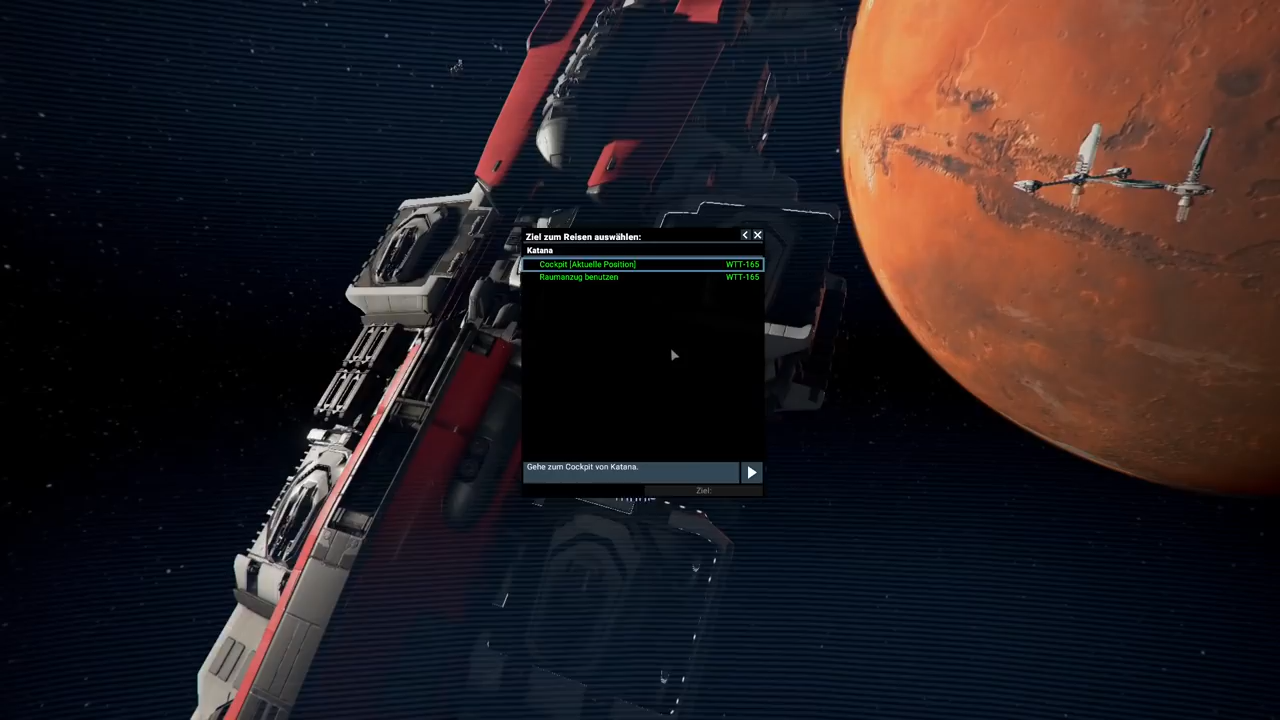 Ziel zum Reisen auswählen:
Katana
Cockpit [Aktuelle Position] WTT-165
Raumanzug benutzen WTT-165
Gehe zum Cockpit von Katana.
Ziel: